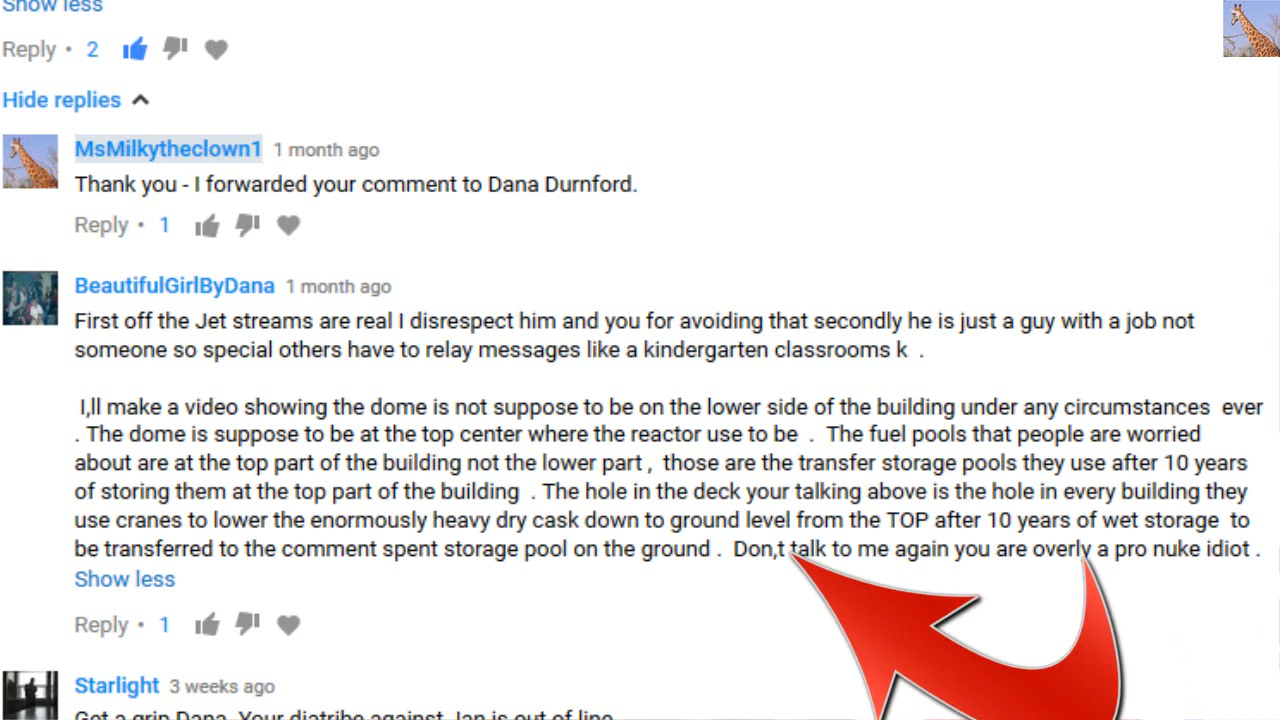 Show less
Reply • 2
Hide replies
MsMilkytheclown1 1 month ago
Thank you - I forwarded your comment to Dana Durnford.
Reply • 1
BeautifulGirlByDana 1 month ago
First off the Jet streams are real I disrespect him and you for avoiding that secondly he is just a guy with a job not
someone so special others have to relay messages like a kindergarten classrooms k .
I,ll make a video showing the dome is not suppose to be on the lower side of the building under any circumstances ever
. The dome is suppose to be at the top center where the reactor use to be . The fuel pools that people are worried
about are at the top part of the building not the lower part , those are the transfer storage pools they use after 10 years
of storing them at the top part of the building . The hole in the deck your talking above is the hole in every building they
use cranes to lower the enormously heavy dry cask down to ground level from the TOP after 10 years of wet storage to
be transferred to the comment spent storage pool on the ground . Don,t talk to me again you are overly a pro nuke idiot .
Show less
Reply • 1
Starlight 3 weeks ago
Get a grip Dana. Your diatribe against Jan is out of line